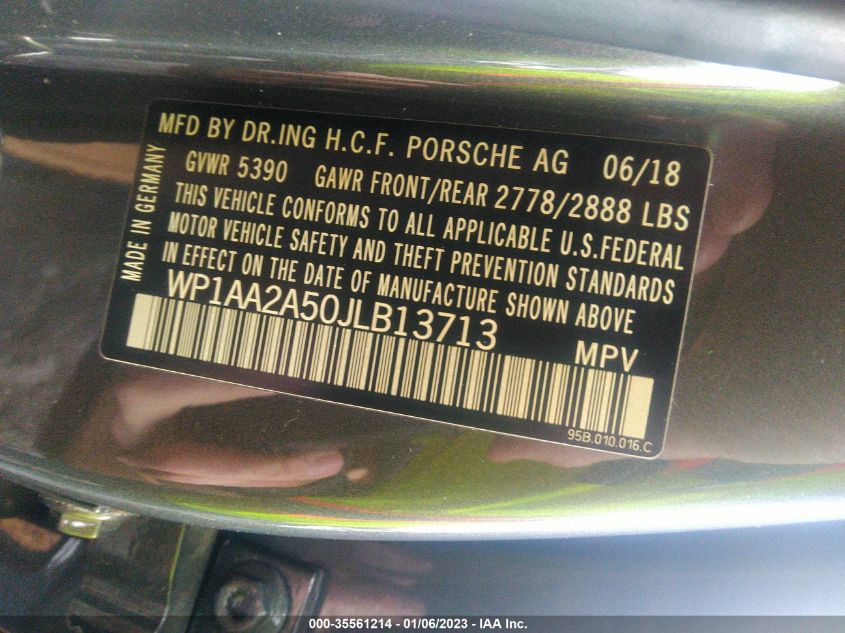 MFD BY DR.ING H.C.F. PORSCHE AG 06/18
GVWR 5390 GAWR FRONT/REAR 2778/2888 LBS
THIS VEHICLE CONFORMS TO ALL APPLICABLE U.S.FEDERAL
MOTOR VEHICLE SAFETY AND THEFT PREVENTION STANDARDS
IN EFFECT ON THE DATE OF MANUFACTURE SHOWN ABOVE
MADE IN GERMANY
WP1AA2A50JLB13713 MPV
95B.010.016.C
000-35561214 - 01/06/2023 - IAA Inc.